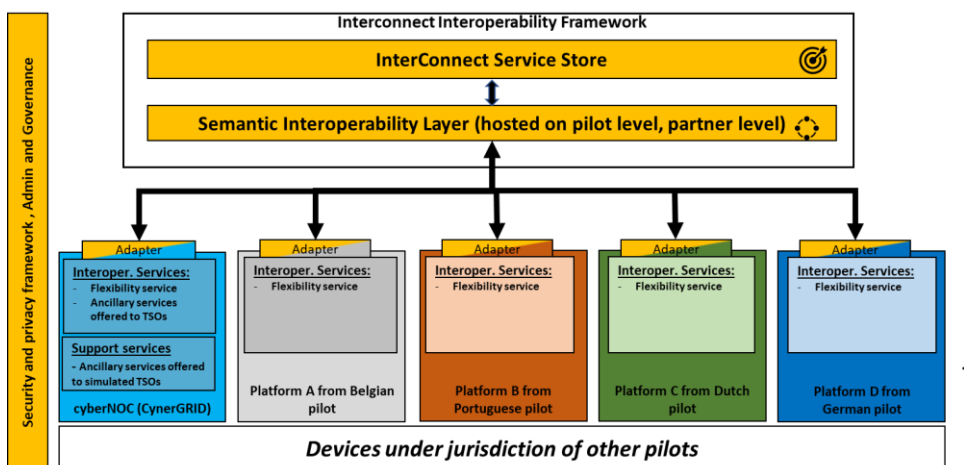 Security and privacy framework , Admin and Governance
Interconnect Interoperability Framework
InterConnect Service Store
Semantic Interoperability Layer (hosted on pilot level, partner level)
Adapter
Interoper. Services:
- Flexibility service
- Ancillary services
offered to TSOs
Support services
- Ancillary services offered
to simulated TSOs
cyberNOC (CynerGRID)
Adapter
Interoper. Services:
- Flexibility service
Platform A from Belgian
pilot
Adapter
Interoper. Services:
- Flexibility service
Platform B from
Portuguese pilot
Adapter
Interoper. Services:
- Flexibility service
Platform C from Dutch
pilot
Adapter
Interoper. Services:
- Flexibility service
Platform D from
German pilot
Devices under jurisdiction of other pilots